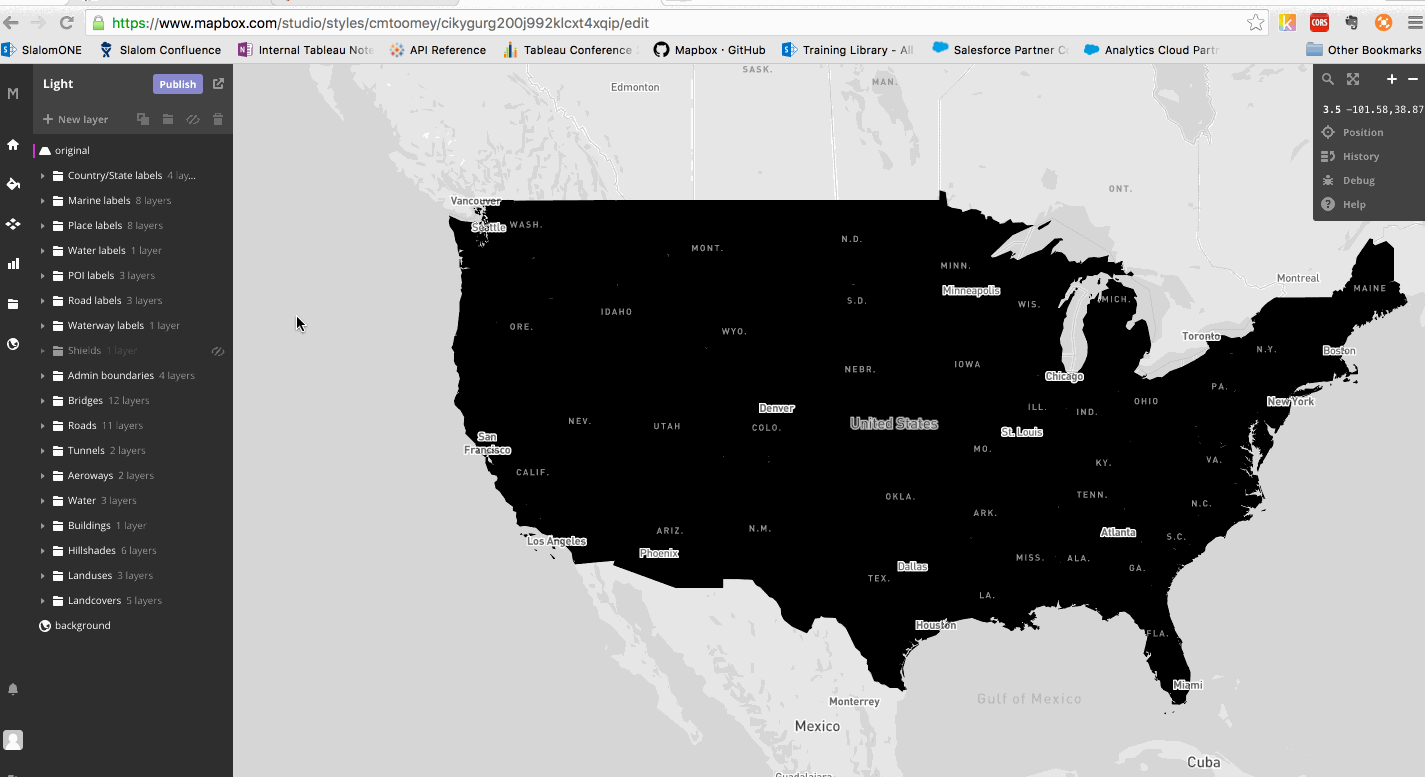 https://www.mapbox.com/studio/styles/cmtoomey/cikygurg200j992klcxt4xqip/edit
CORS
SlalomONE
Slalom Confluence
Internal Tableau Note
API Reference
Tableau Conference
Mapbox · GitHub
Training Library - All
Salesforce Partner Co
Analytics Cloud Partn
Other Bookmarks
Light
Publish
New layer
original
Country/State labels 4 lay...
Marine labels 8 layers
Place labels 8 layers
Water labels 1 layer
POI labels 3 layers
Road labels 3 layers
Waterway labels 1 layer
Shields 1 layer
Admin boundaries 4 layers
Bridges 12 layers
Roads 11 layers
Tunnels 2 layers
Aeroways 2 layers
Water 3 layers
Buildings 1 layer
Hillshades 6 layers
Landuses 3 layers
Landcovers 5 layers
background
3.5 −101.58,38.87
Position
History
Debug
Help
SASK.
MAN.
Edmonton
ONT.
Vancouver
Seattle
WASH.
MONT.
N.D.
MINN.
Minneapolis
Montreal
MAINE
IDAHO
ORE.
WYO.
S.D.
WIS.
MICH.
Toronto
N.Y.
Boston
NEBR.
IOWA
Chicago
PA.
New York
Denver
COLO.
NEV.
UTAH
United States
ILL.
IND.
OHIO
St. Louis
MO.
San
Francisco
CALIF.
KY.
VA.
OKLA.
TENN.
N.C.
ARK.
ARIZ.
N.M.
Atlanta
S.C.
Los Angeles
Phoenix
MISS.
ALA.
GA.
Dallas
TEX.
LA.
Houston
FLA.
Miami
Gulf of Mexico
Monterrey
Mexico
Cuba
Guadalajara